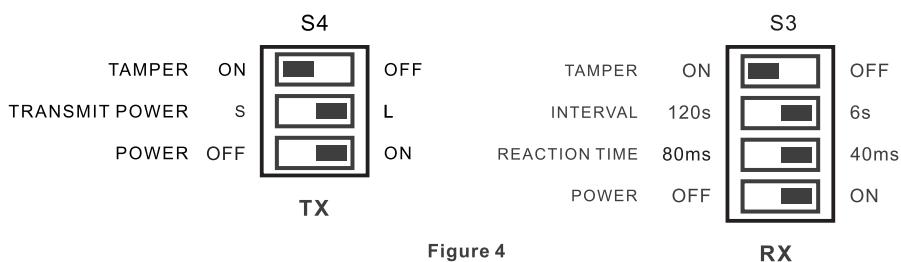 S4
TAMPER ON OFF
TRANSMIT POWER S L
POWER OFF ON
TX
S3
TAMPER ON OFF
INTERVAL 120s 6s
REACTION TIME 80ms 40ms
POWER OFF ON
RX
Figure 4